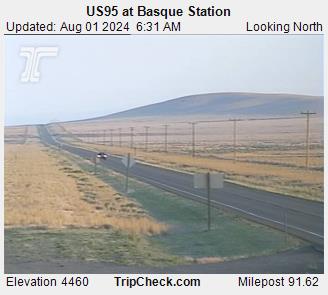 US95 at Basque Station
Updated: Aug 01 2024 6:31 AM Looking North
Elevation 4460 TripCheck.com Milepost 91.62